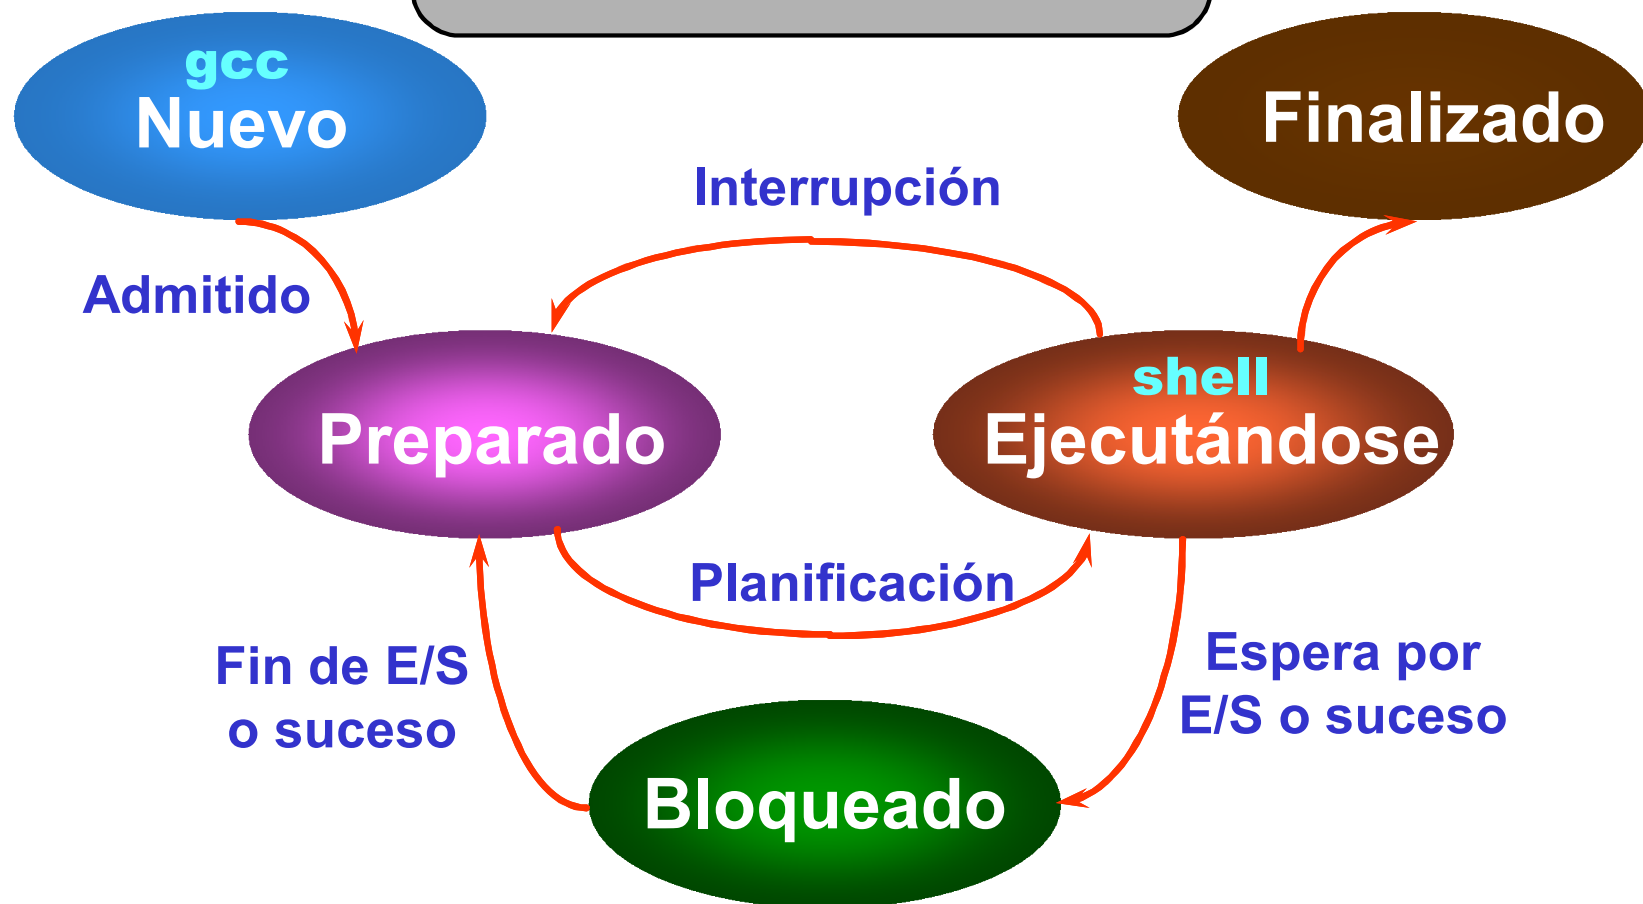 gcc
Nuevo
Finalizado
Interrupción
Admitido
shell
Preparado
Ejecutándose
Planificación
Fin de E/S
o suceso
Espera por
E/S o suceso
Bloqueado